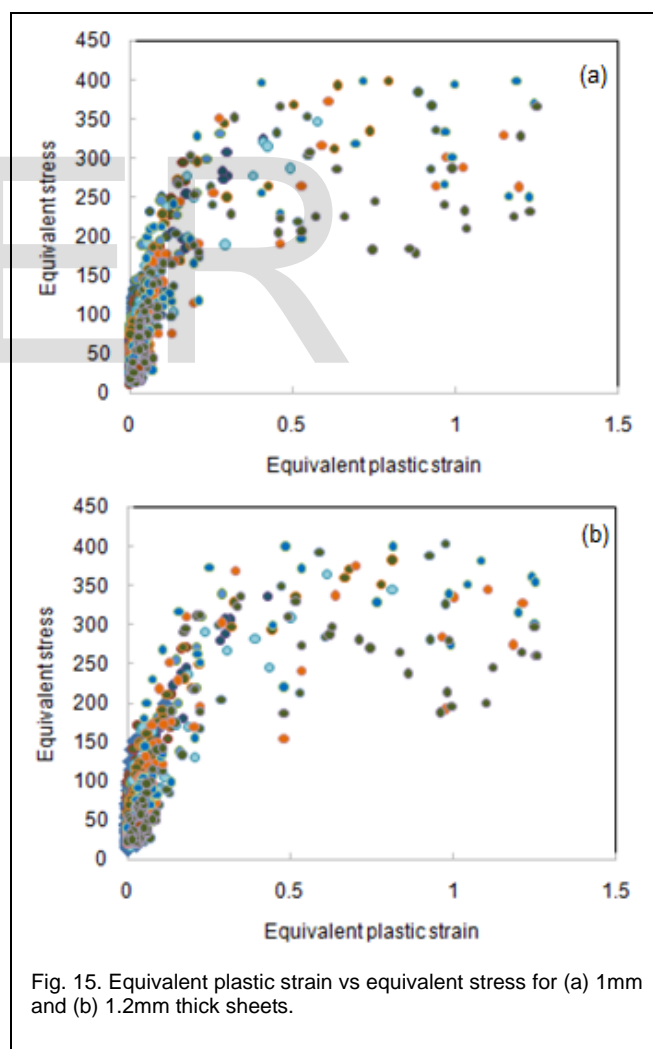 450
400
350
300
250
200
150
100
50
0
Equivalent stress
(a)
0 0.5 1 1.5
Equivalent plastic strain
450
400
350
300
250
200
150
100
50
0
Equivalent stress
(b)
0 0.5 1 1.5
Equivalent plastic strain
Fig. 15. Equivalent plastic strain vs equivalent stress for (a) 1mm
and (b) 1.2mm thick sheets.
ER